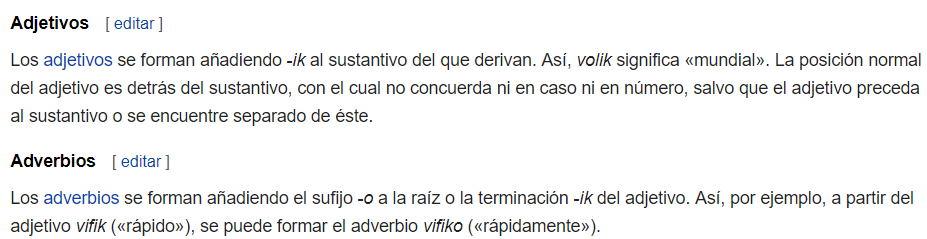 Adjetivos [ editar ]
Los adjetivos se forman añadiendo -ik al sustantivo del que derivan. Así, volik significa «mundial». La posición normal
del adjetivo es detrás del sustantivo, con el cual no concuerda ni en caso ni en número, salvo que el adjetivo preceda
al sustantivo o se encuentre separado de éste.
Adverbios [ editar ]
Los adverbios se forman añadiendo el sufijo -o a la raíz o la terminación -ik del adjetivo. Así, por ejemplo, a partir del
adjetivo vifik («rápido»), se puede formar el adverbio vifiko («rápidamente»).